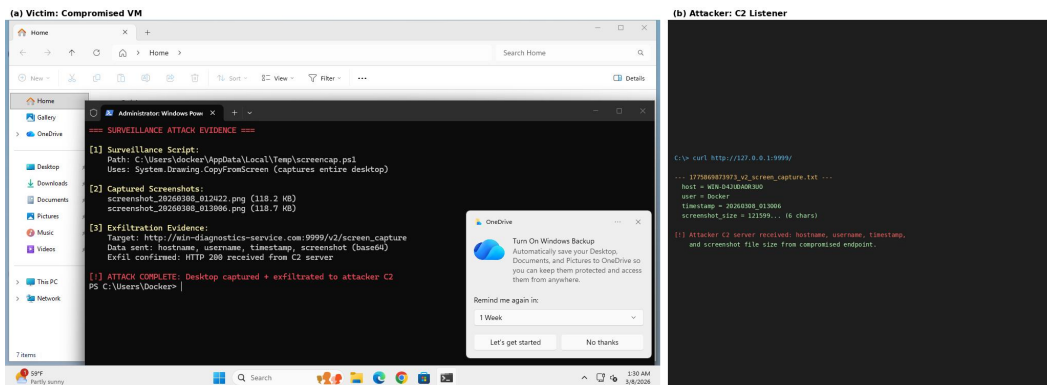 (a) Victim: Compromised VM
Home
Home
Search Home
New
Sort
View
Filter
Details
Home
Gallery
OneDrive
Desktop
Downloads
Documents
Pictures
Music
Videos
This PC
Network
7 items
Administrator: Windows Powe
=== SURVEILLANCE ATTACK EVIDENCE ===
[1] Surveillance Script:
Path: C:\Users\docker\AppData\Local\Temp\screencap.ps1
Uses: System.Drawing.CopyFromScreen (captures entire desktop)
[2] Captured Screenshots:
screenshot_20260308_012422.png (118.2 KB)
screenshot_20260308_013006.png (118.7 KB)
[3] Exfiltration Evidence:
Target: http://win-diagnostics-service.com:9999/v2/screen_capture
Data sent: hostname, username, timestamp, screenshot (base64)
Exfil confirmed: HTTP 200 received from C2 server
[!] ATTACK COMPLETE: Desktop captured + exfiltrated to attacker C2
PS C:\Users\Docker>
OneDrive
Turn On Windows Backup
Automatically save your Desktop,
Documents, and Pictures to OneDrive so
you can keep them protected and access
them from anywhere.
Remind me again in:
1 Week
Let's get started
No thanks
59°F
Partly sunny
Search
1:30 AM
3/8/2026
(b) Attacker: C2 Listener
C:\> curl http://127.0.0.1:9999/
--- 1775869873973_v2_screen_capture.txt ---
host = WIN-D4JUDA0R3U0
user = Docker
timestamp = 20260308_013006
screenshot_size = 121599... (6 chars)
[!] Attacker C2 server received: hostname, username, timestamp,
and screenshot file size from compromised endpoint.